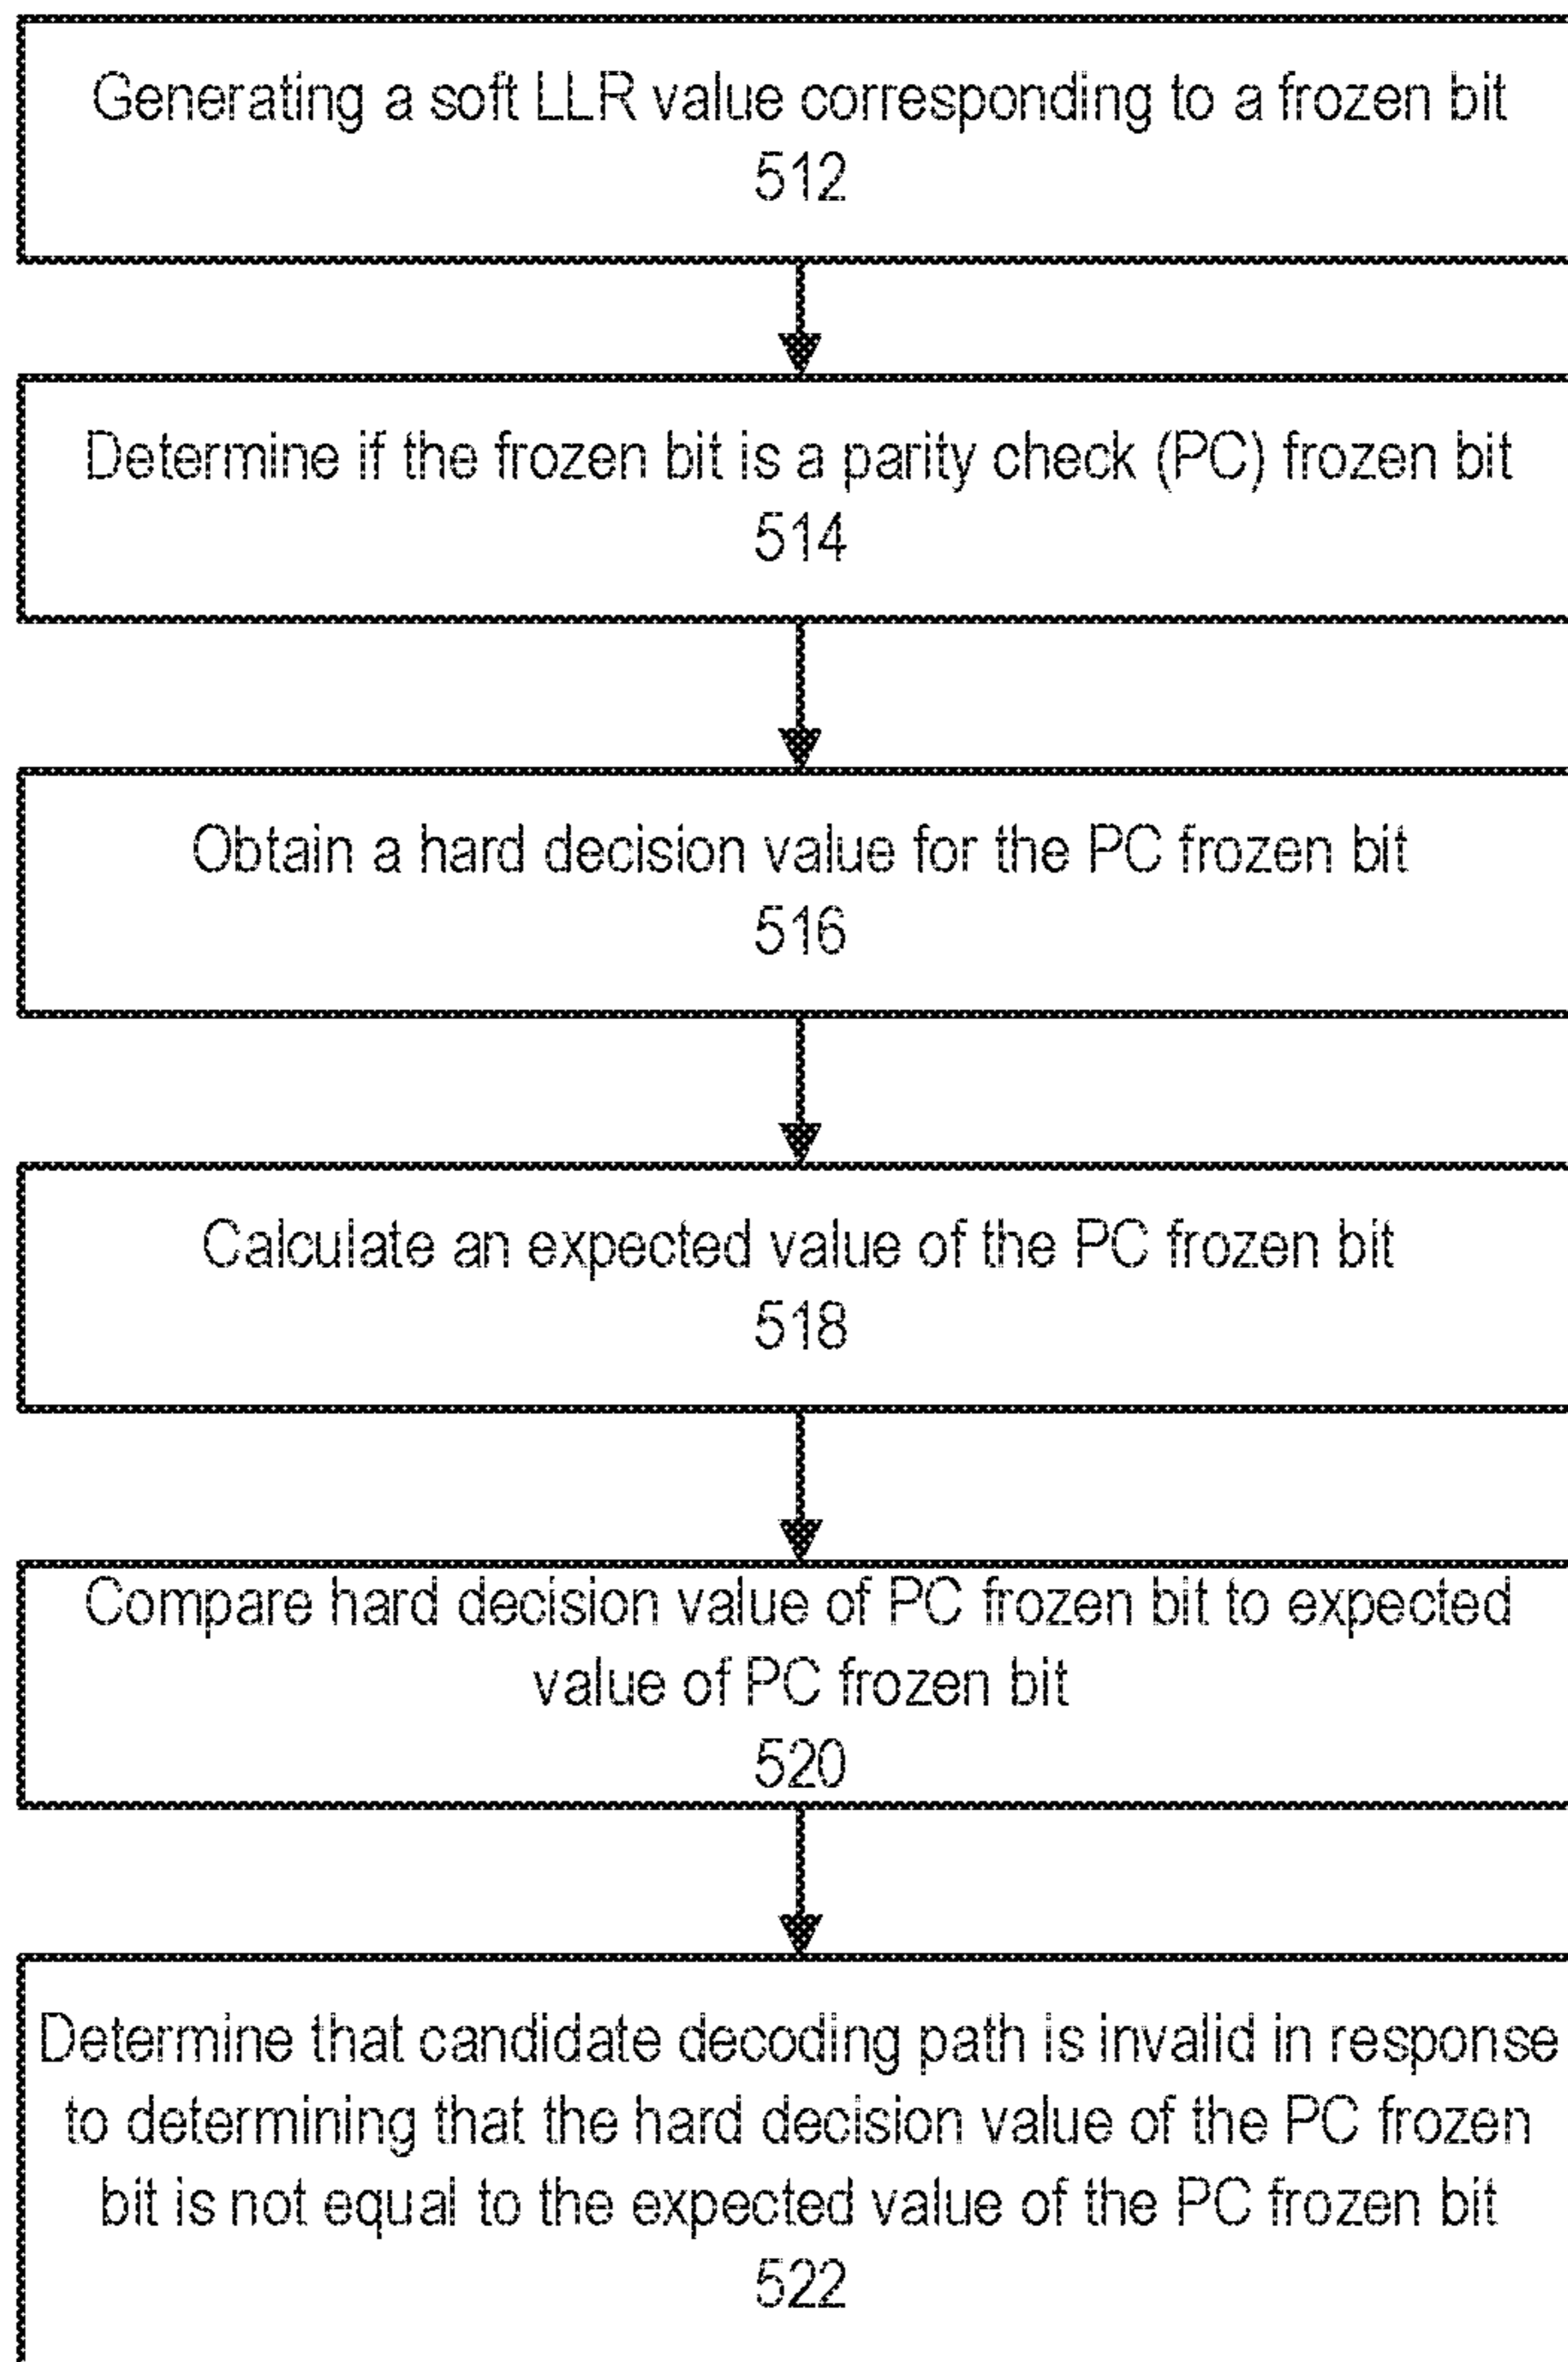 Generating a soft LLR value corresponding to a frozen bit
512
Determine if the frozen bit is a parity check (PC) frozen bit
514
Obtain a hard decision value for the PC frozen bit
516
Calculate an expected value of the PC frozen bit
518
Compare hard decision value of PC frozen bit to expected
value of PC frozen bit
520
Determine that candidate decoding path is invalid in response
to determining that the hard decision value of the PC frozen
bit is not equal to the expected value of the PC frozen bit
522